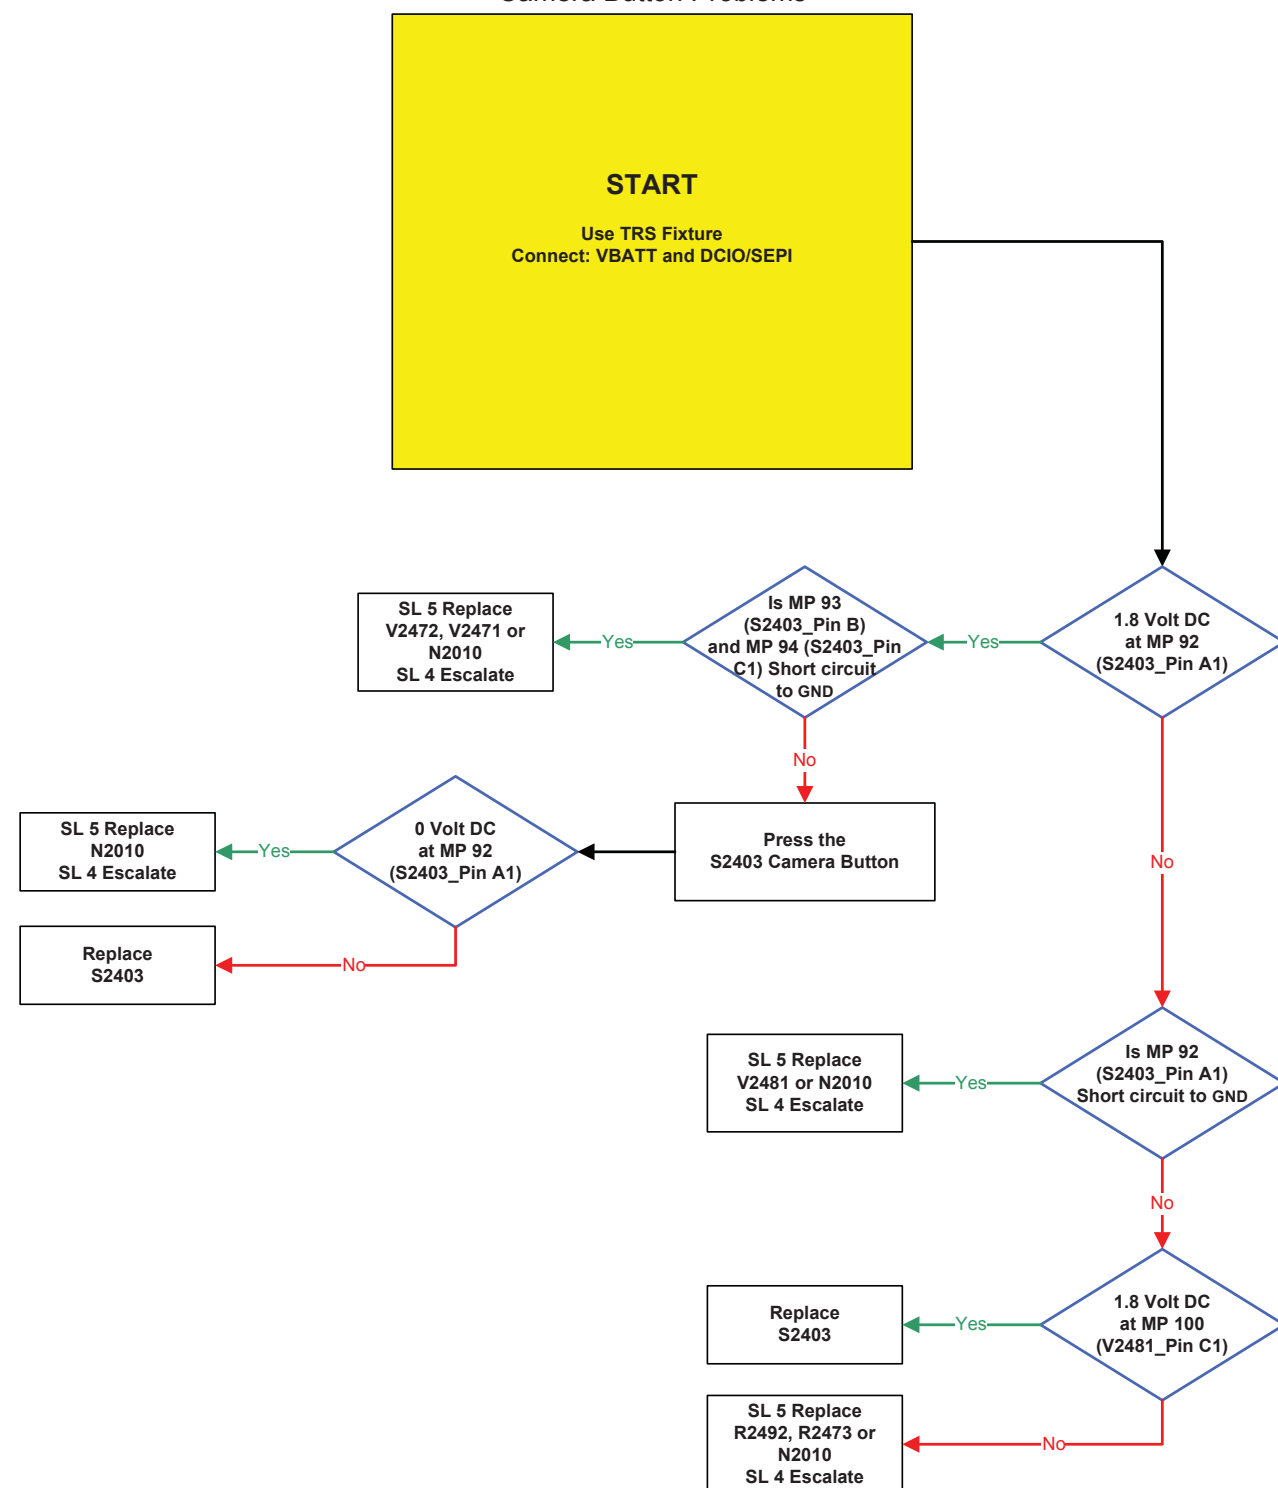 Camera Button Problems
START
Use TRS Fixture
Connect: VBATT and DCIO/SEPI
SL 5 Replace
V2472, V2471 or
N2010
SL 4 Escalate
Yes
Is MP 93
(S2403_Pin B)
and MP 94 (S2403_Pin
C1) Short circuit
to GND
Yes
1.8 Volt DC
at MP 92
(S2403_Pin A1)
No
SL 5 Replace
N2010
SL 4 Escalate
Yes
0 Volt DC
at MP 92
(S2403_Pin A1)
Press the
S2403 Camera Button
No
Replace
S2403
No
SL 5 Replace
V2481 or N2010
SL 4 Escalate
Yes
Is MP 92
(S2403_Pin A1)
Short circuit to GND
No
Replace
S2403
Yes
1.8 Volt DC
at MP 100
(V2481_Pin C1)
SL 5 Replace
R2492, R2473 or
N2010
SL 4 Escalate
No